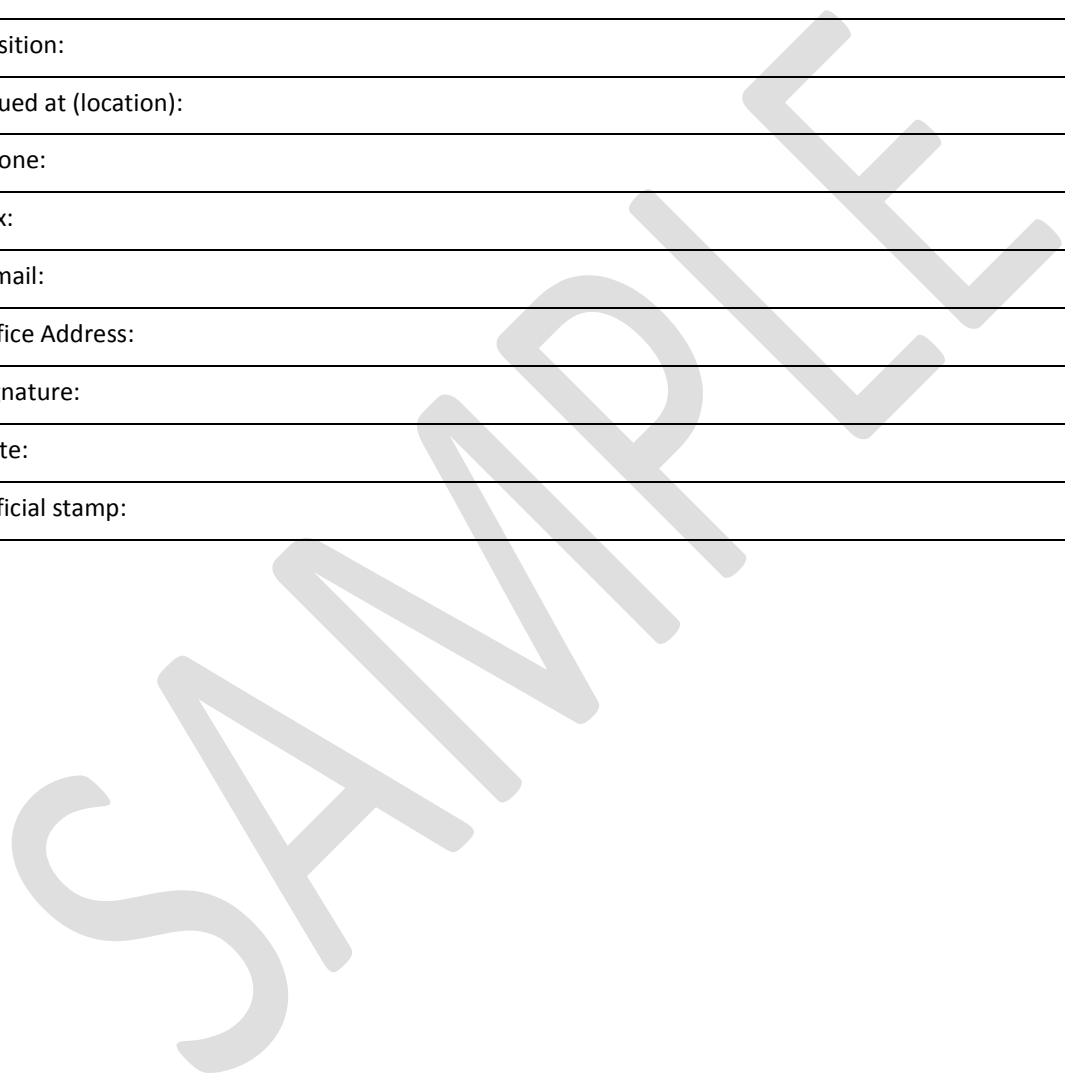 sition:
ued at (location):
one:
x:
mail:
fice Address:
nature:
te:
ficial stamp:
SAMPLE